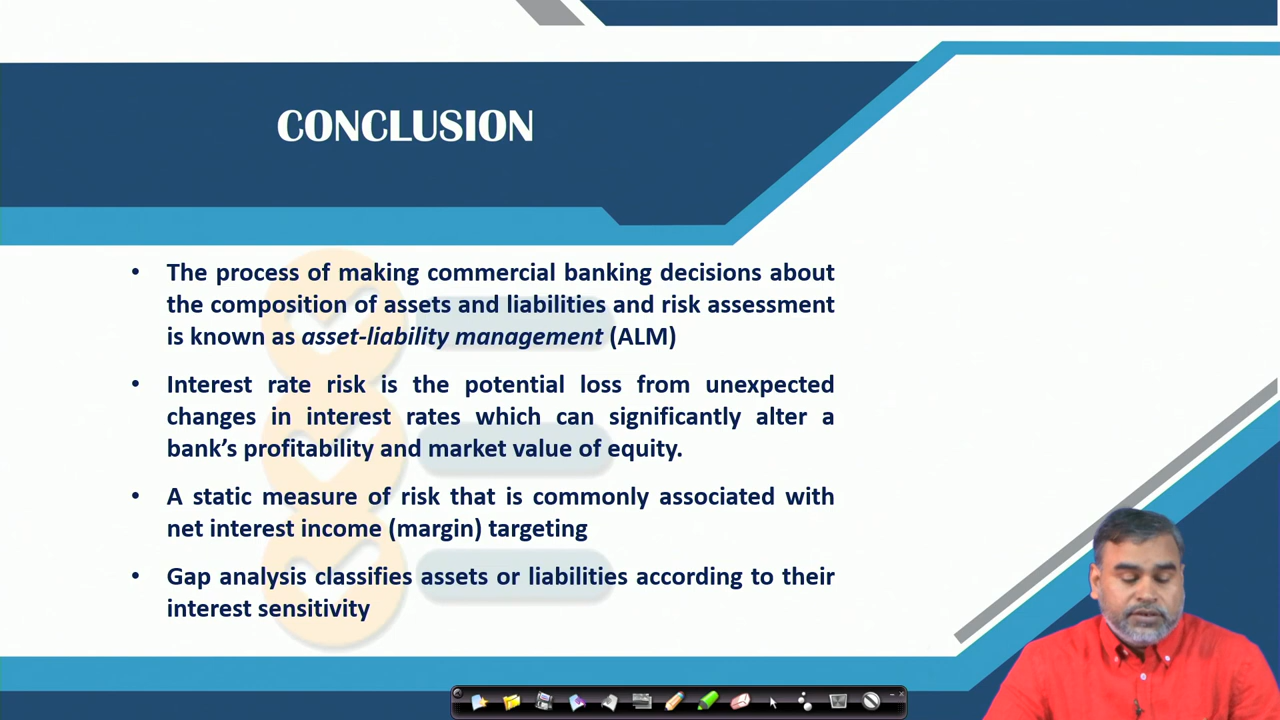 CONCLUSION
• The process of making commercial banking decisions about
the composition of assets and liabilities and risk assessment
is known as asset-liability management (ALM)
• Interest rate risk is the potential loss from unexpected
changes in interest rates which can significantly alter a
bank’s profitability and market value of equity.
• A static measure of risk that is commonly associated with
net interest income (margin) targeting
• Gap analysis classifies assets or liabilities according to their
interest sensitivity